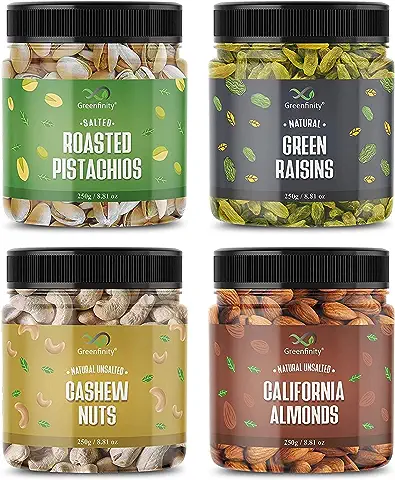 Greenfinity®
SALTED
ROASTED
PISTACHIOS
250g / 8.81 oz
Greenfinity®
NATURAL
GREEN
RAISINS
250g / 8.81 oz
Greenfinity®
NATURAL UNSALTED
CASHEW
NUTS
250g / 8.81 oz
Greenfinity®
NATURAL UNSALTED
CALIFORNIA
ALMONDS
250g / 8.81 oz